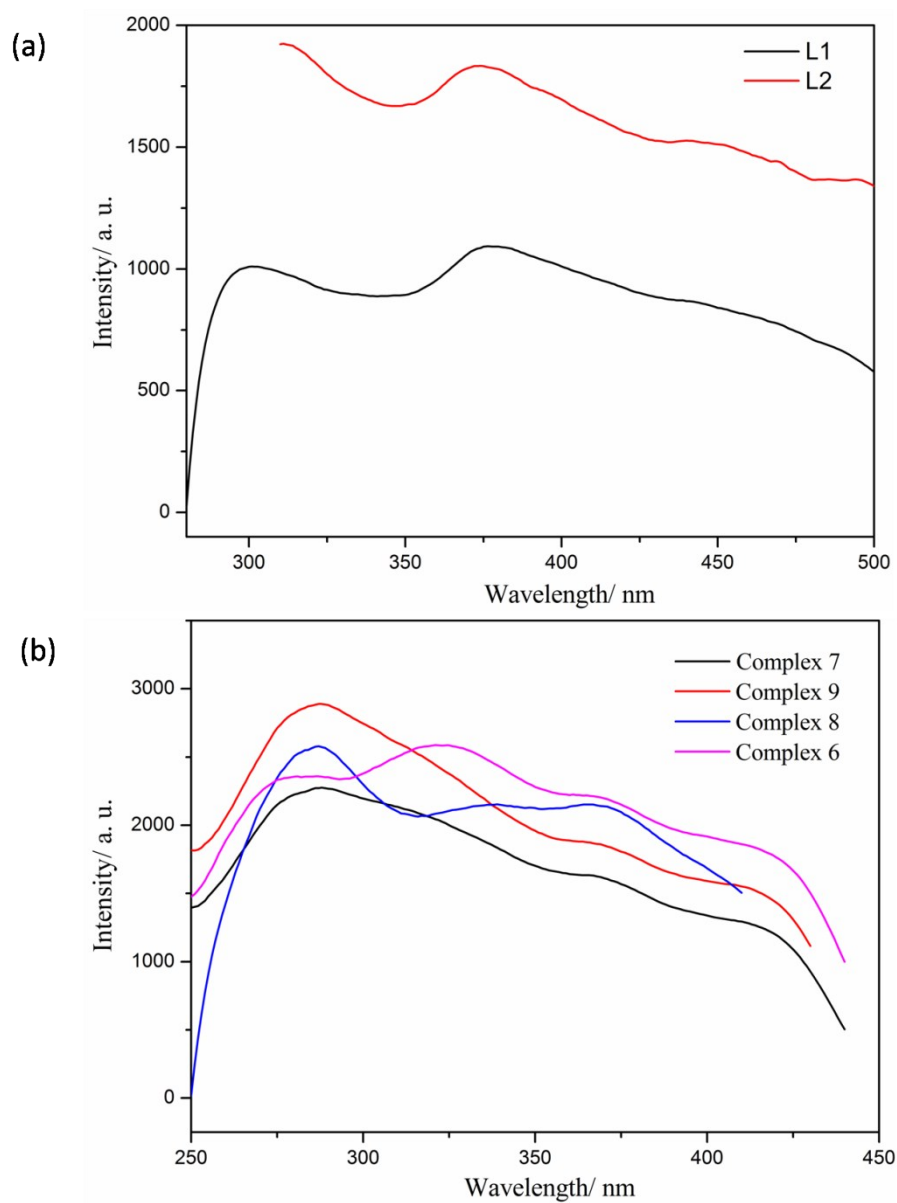 (a)
2000
1500
1000
500
0
Intensity/ a. u.
L1
L2
300
350
400
450
500
Wavelength/ nm
(b)
3000
2000
1000
0
Intensity/ a. u.
Complex 7
Complex 9
Complex 8
Complex 6
250
300
350
400
450
Wavelength/ nm